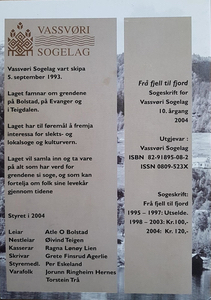 VASSVØRI
SOGELAG
Vassvøri Sogelag vart skipa
5. september 1993.
Laget famnar om grendene
på Bolstad, på Evanger og
i Teigdalen.
Laget har til føremål å fremja
interessa for slekts- og
lokalsoge og kulturvern.
Laget vil samla inn og ta vare
på alt som har verd for
grendene si soge, og som kan
fortelja om folk sine levekår
gjennom tidene
Styret i 2004
Leiar Atle O Bolstad
Nestleiar Øivind Teigen
Kasserar Ragna Lønøy Lien
Skrivar Grete Finsrud Agerlie
Styremedl. Per Eskeland
Varafolk Jorunn Ringheim Hernes
Torstein Trå
Frå fjell til fjord
Sogeskrift for
Vassvøri Sogelag
10. årgang
2004
Utgjevar :
Vassvøri Sogelag
ISBN 82-91895-08-2
ISSN 0809-523X
Sogeskrift:
Frå fjell til fjord
1995 – 1997: Utselde.
1998 – 2003: Kr.100,-
2004: Kr. 120,-